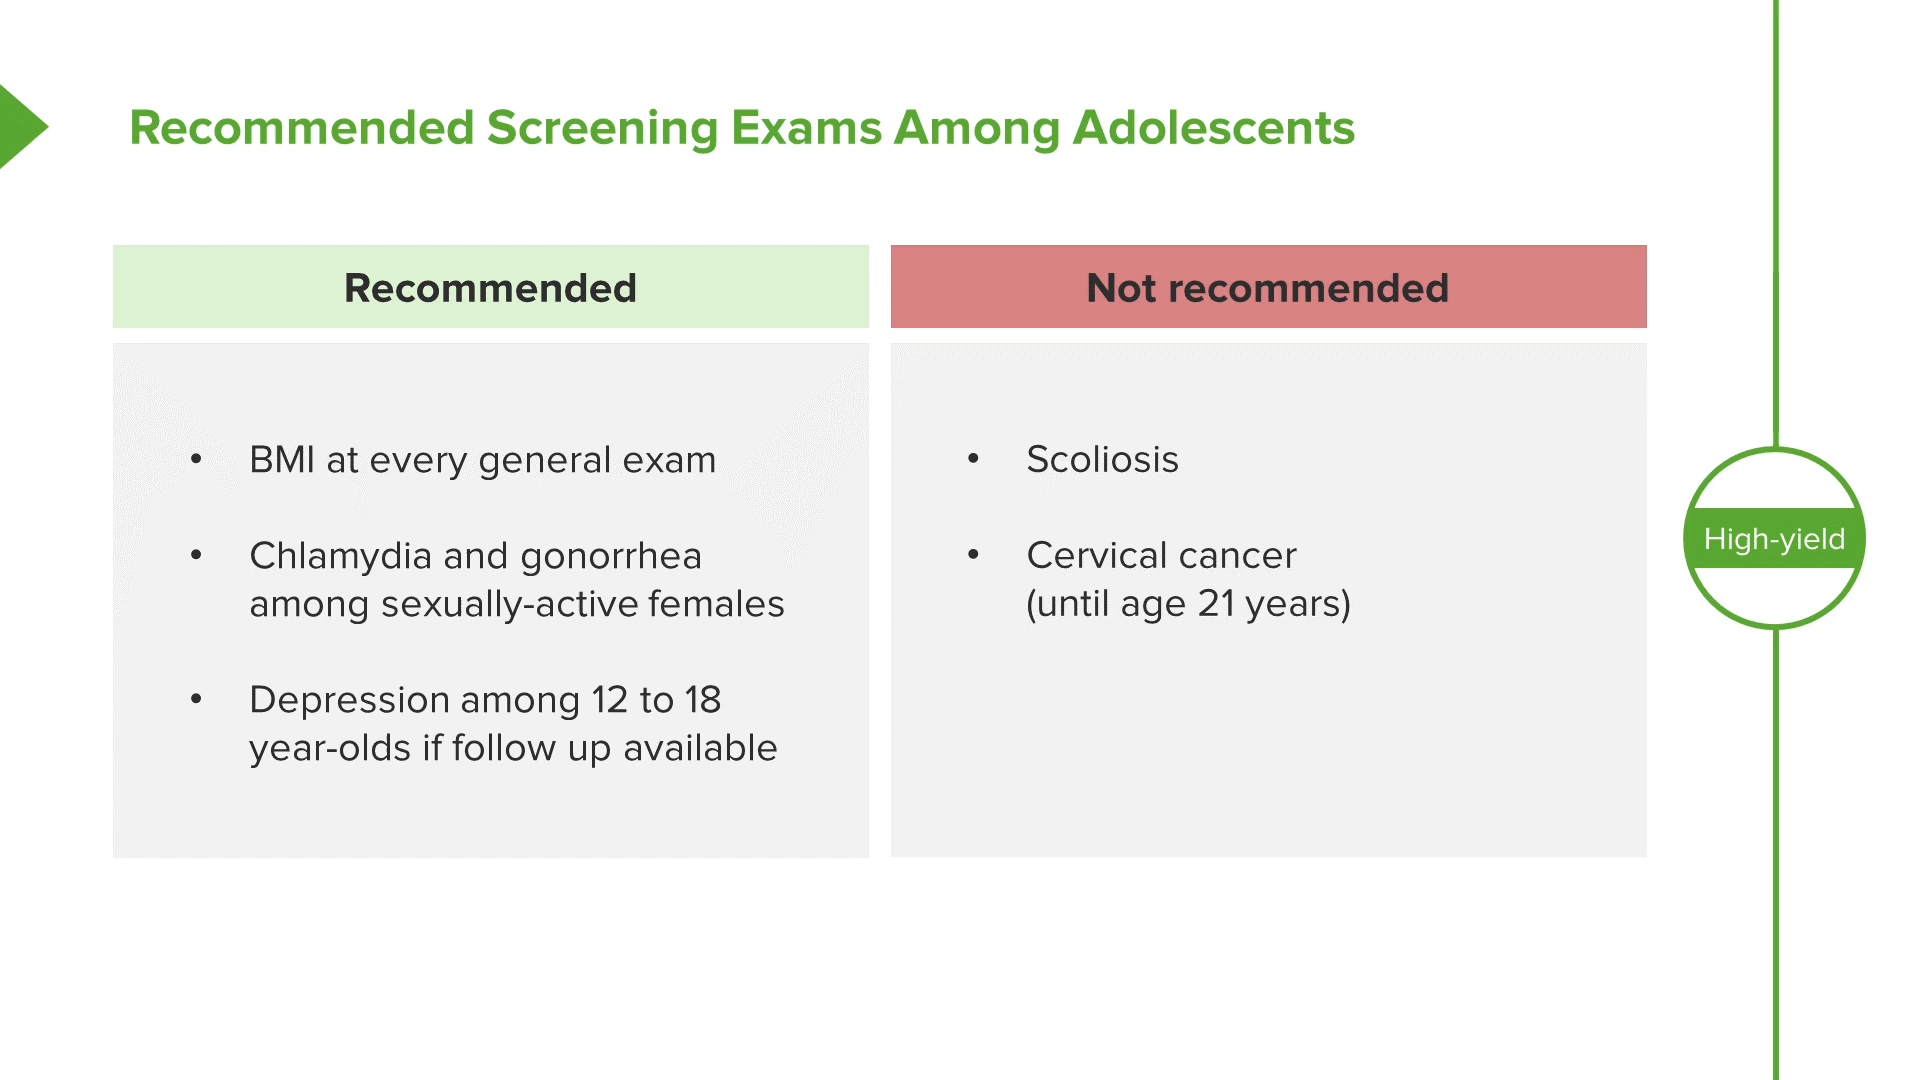 Recommended Screening Exams Among Adolescents
Recommended
• BMI at every general exam
• Chlamydia and gonorrhea
among sexually-active females
• Depression among 12 to 18
year-olds if follow up available
Not recommended
• Scoliosis
• Cervical cancer
(until age 21 years)
High-yield